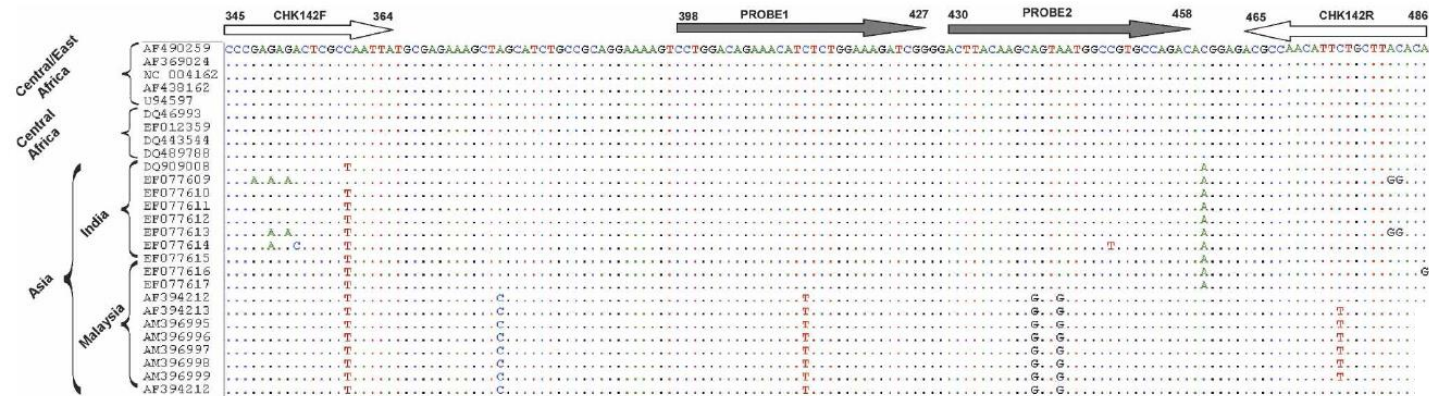 345 CHK142F 364 398 PROBE1 427 430 PROBE2 458 465 CHK142R 486
Central/East Africa
AF490259 CCCGAGAGACTCGCCAATTATGCGAGAAAGCTAGCATCTGCCGCAGGAAAAGTCCTGGACAGAAACATCTCTGGAAAGATCGGGGACTTACAAGCAGTAATGGCCGTGCCAGACACGGAGACGCCAACATTCTGCTTACACA
AF369024
NC 004162
AF438162
U94597
Central Africa
DQ46993
EF012359
DQ443544
DQ489788
Asia
India
DQ909008 T A
EF077609 A A A A GG
EF077610 T A
EF077611 T A
EF077612 T A
EF077613 A A T A GG
EF077614 A C T T A
EF077615 T A
Malaysia
EF077616 T A G
EF077617 T A
AF394212 T C T G G
AF394213 T C T G G T
AM396995 T C T G G T
AM396996 T C T G G T
AM396997 T C T G G T
AM396998 T C T G G T
AM396999 T C T G G T
AF394212 T C T G G